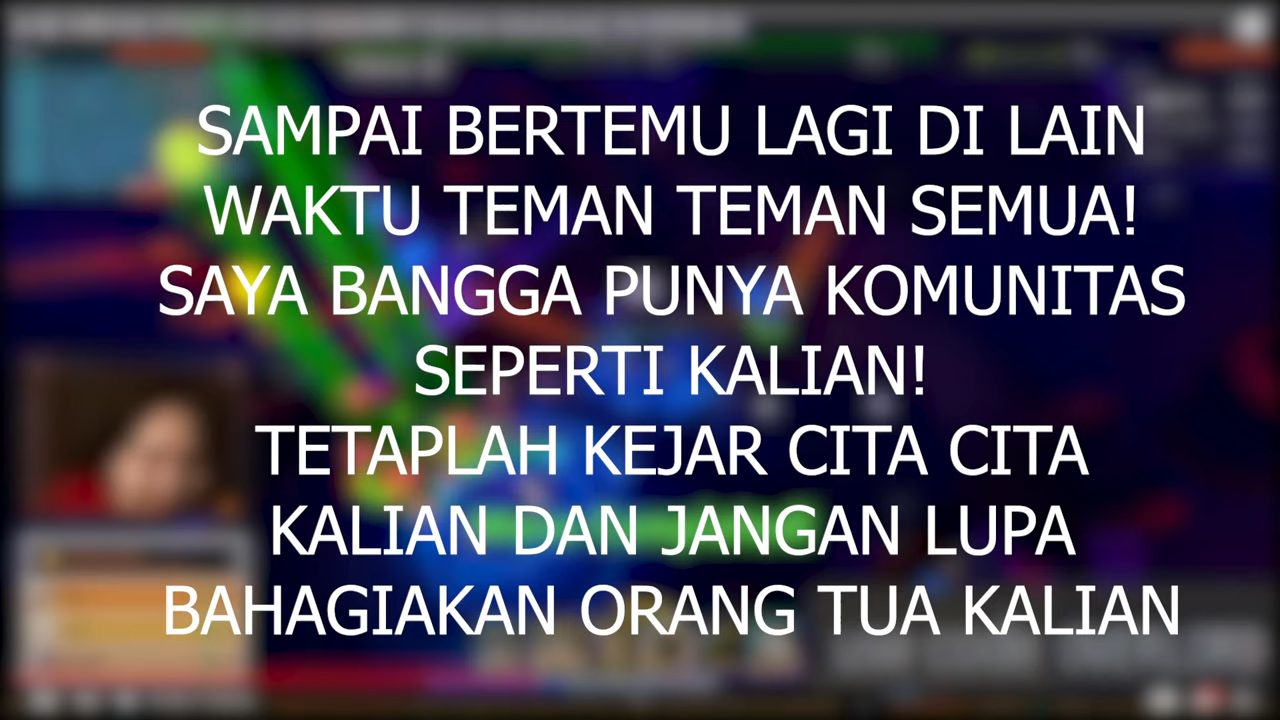 SAMPAI BERTEMU LAGI DI LAIN
WAKTU TEMAN TEMAN SEMUA!
SAYA BANGGA PUNYA KOMUNITAS
SEPERTI KALIAN!
TETAPLAH KEJAR CITA CITA
KALIAN DAN JANGAN LUPA
BAHAGIAKAN ORANG TUA KALIAN